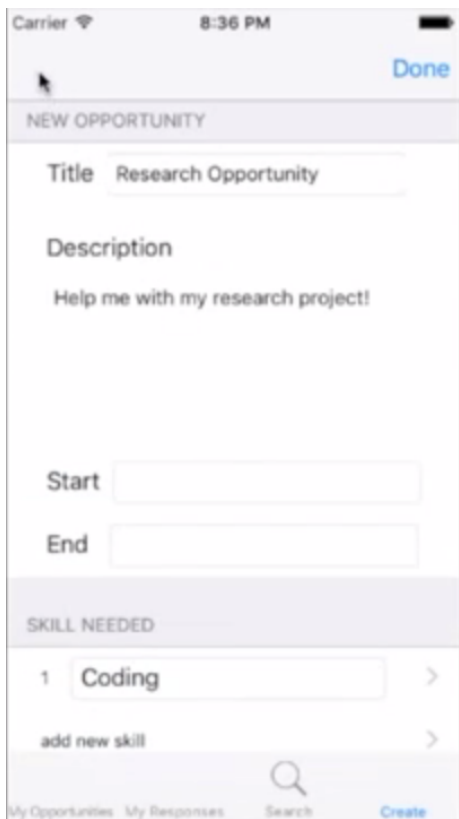 Carrier 8:36 PM
Done
NEW OPPORTUNITY
Title Research Opportunity
Description
Help me with my research project!
Start
End
SKILL NEEDED
1 Coding
add new skill
My Opportunities My Responses Search Create